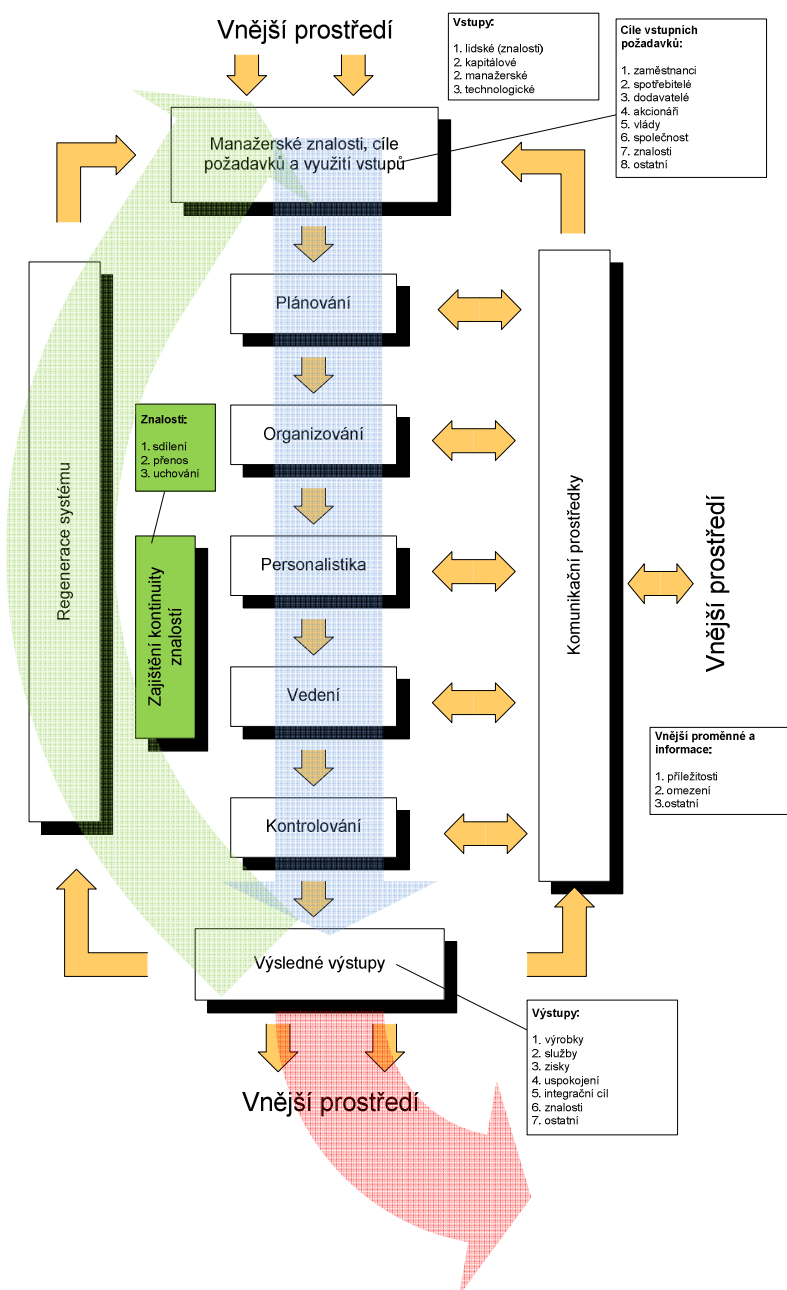 Vnější prostředí
Vstupy:
1. lidské (znalosti)
2. kapitálové
2. manažerské
3. technologické
Cíle vstupních
požadavků:
1. zaměstnanci
2. spotřebitelé
3. dodavatelé
4. akcionáři
5. vlády
6. společnost
7. znalosti
8. ostatní
Manažerské znalosti, cíle
požadavků a využití vstupů
Plánování
Organizování
Personalistika
Vedení
Kontrolování
Znalosti:
1. sdílení
2. přenos
3. uchování
Zajištění kontinuity
znalostí
Regenerace systému
Komunikační prostředky
Vnější prostředí
Vnější proměnné a
informace:
1. příležitosti
2. omezení
3.ostatní
Výsledné výstupy
Výstupy:
1. výrobky
2. služby
3. zisky
4. uspokojení
5. integrační cíl
6. znalosti
7. ostatní
Vnější prostředí